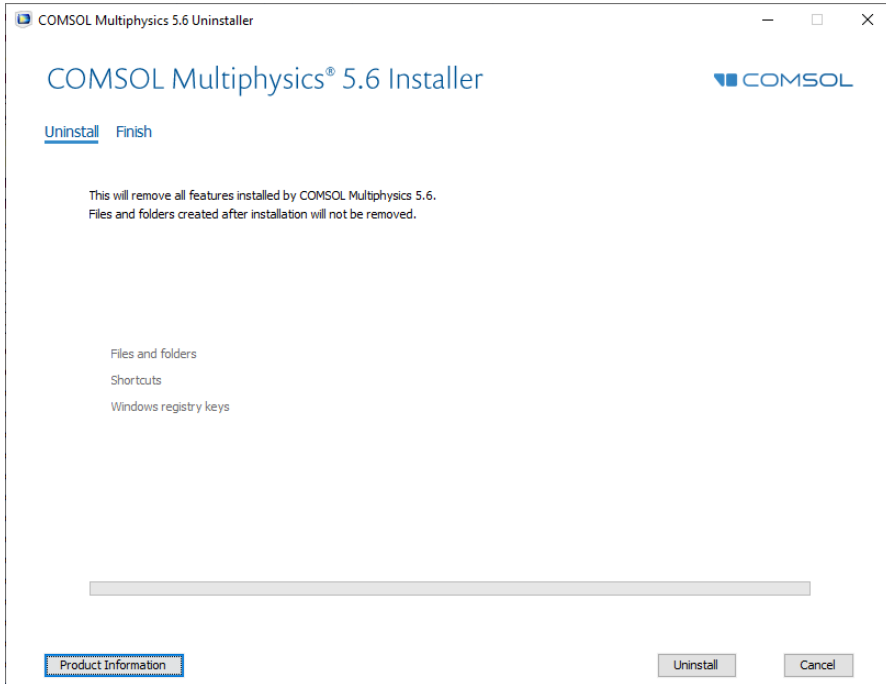 COMSOL Multiphysics 5.6 Uninstaller
COMSOL Multiphysics® 5.6 Installer
COMSOL
Uninstall Finish
This will remove all features installed by COMSOL Multiphysics 5.6.
Files and folders created after installation will not be removed.
Files and folders
Shortcuts
Windows registry keys
Product Information Uninstall Cancel